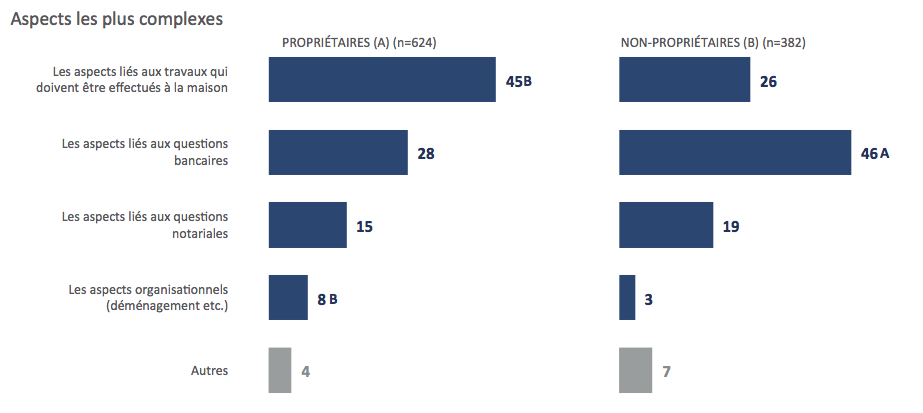 Aspects les plus complexes
PROPRIÉTAIRES (A) (n=624)
NON-PROPRIÉTAIRES (B) (n=382)
Les aspects liés aux travaux qui
doivent être effectués à la maison
45B
26
Les aspects liés aux questions
bancaires
28
46A
Les aspects liés aux questions
notariales
15
19
Les aspects organisationnels
(déménagement etc.)
8B
3
Autres
4
7